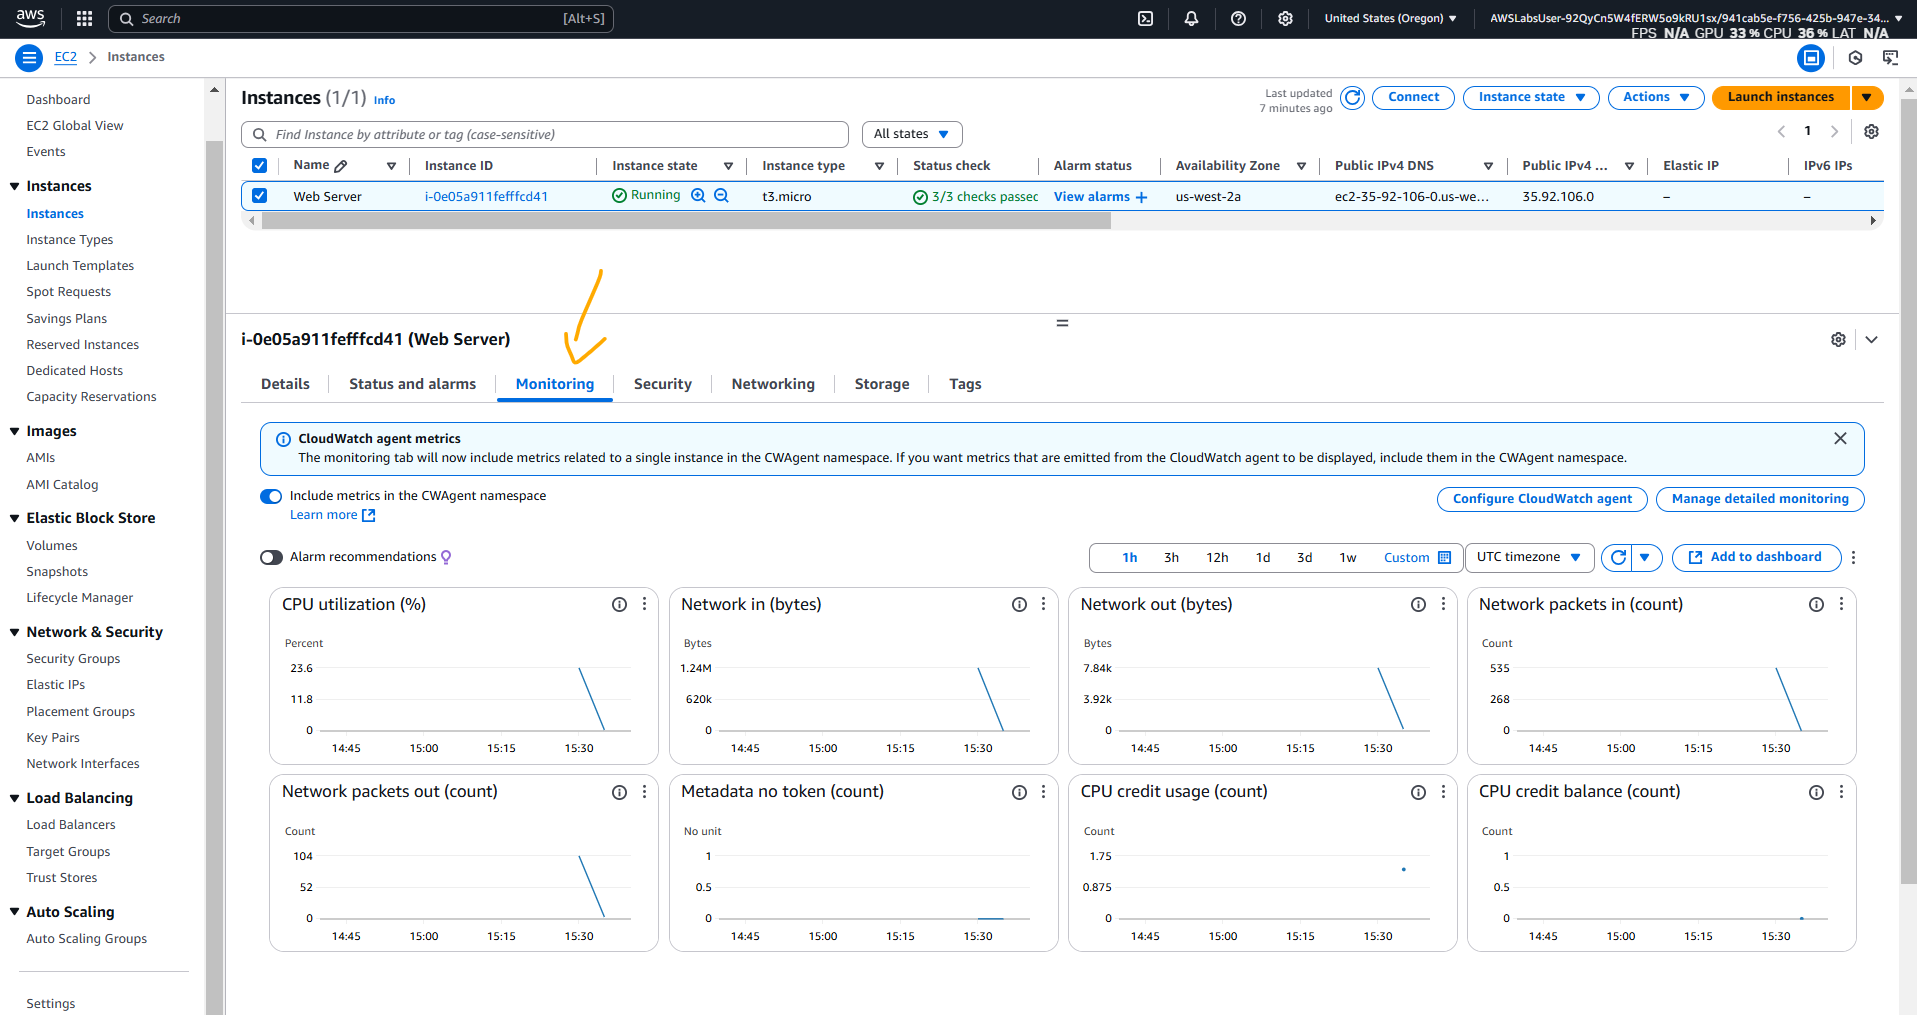 aws
Search [Alt+S]
United States (Oregon)
AWSLabsUser-92QyCn5W4fERW5o9kRU1sx/941cab5e-f756-425b-947e-34...
FPS N/A GPU 33 % CPU 36 % LAT N/A
EC2 Instances
Dashboard
EC2 Global View
Events
Instances
Instances
Instance Types
Launch Templates
Spot Requests
Savings Plans
Reserved Instances
Dedicated Hosts
Capacity Reservations
Images
AMIs
AMI Catalog
Elastic Block Store
Volumes
Snapshots
Lifecycle Manager
Network & Security
Security Groups
Elastic IPs
Placement Groups
Key Pairs
Network Interfaces
Load Balancing
Load Balancers
Target Groups
Trust Stores
Auto Scaling
Auto Scaling Groups
Settings
Instances (1/1) Info
Last updated
7 minutes ago
Connect Instance state Actions Launch instances
Find Instance by attribute or tag (case-sensitive) All states 1
Name Instance ID Instance state Instance type Status check Alarm status Availability Zone Public IPv4 DNS Public IPv4 ... Elastic IP IPv6 IPs
Web Server i-0e05a911fefffcd41 Running t3.micro 3/3 checks passec View alarms + us-west-2a ec2-35-92-106-0.us-we... 35.92.106.0 – –
i-0e05a911fefffcd41 (Web Server)
Details Status and alarms Monitoring Security Networking Storage Tags
CloudWatch agent metrics
The monitoring tab will now include metrics related to a single instance in the CWAgent namespace. If you want metrics that are emitted from the CloudWatch agent to be displayed, include them in the CWAgent namespace.
Include metrics in the CWAgent namespace
Learn more
Configure CloudWatch agent Manage detailed monitoring
Alarm recommendations
1h 3h 12h 1d 3d 1w Custom UTC timezone Add to dashboard
CPU utilization (%)
Percent
23.6
11.8
0
14:45 15:00 15:15 15:30
Network in (bytes)
Bytes
1.24M
620k
0
14:45 15:00 15:15 15:30
Network out (bytes)
Bytes
7.84k
3.92k
0
14:45 15:00 15:15 15:30
Network packets in (count)
Count
535
268
0
14:45 15:00 15:15 15:30
Network packets out (count)
Count
104
52
0
14:45 15:00 15:15 15:30
Metadata no token (count)
No unit
1
0.5
0
14:45 15:00 15:15 15:30
CPU credit usage (count)
Count
1.75
0.875
0
14:45 15:00 15:15 15:30
CPU credit balance (count)
Count
1
0.5
0
14:45 15:00 15:15 15:30